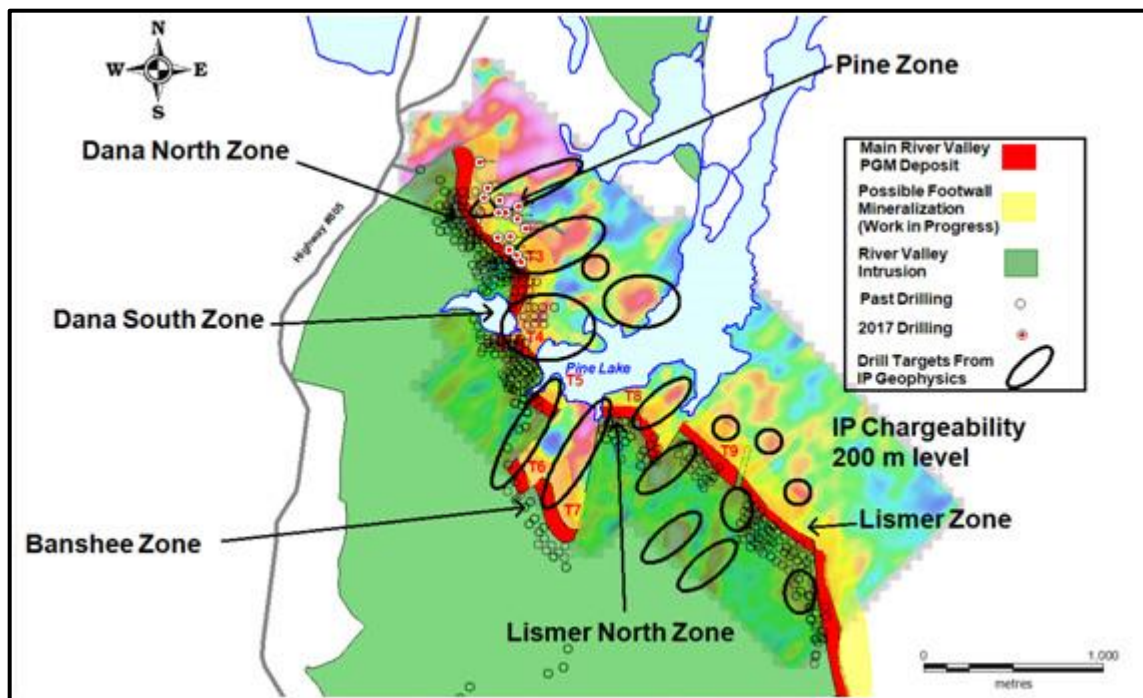 N
W E
S
Pine Zone
Dana North Zone
Highway #805
Main River Valley
PGM Deposit
Possible Footwall
Mineralization
(Work in Progress)
River Valley
Intrusion
Past Drilling
2017 Drilling
Drill Targets From
IP Geophysics
T3
Dana South Zone
T4
Pine Lake
T5
T8
IP Chargeability
200 m level
T9
T6
T7
Lismer Zone
Banshee Zone
Lismer North Zone
0 1,000
metres